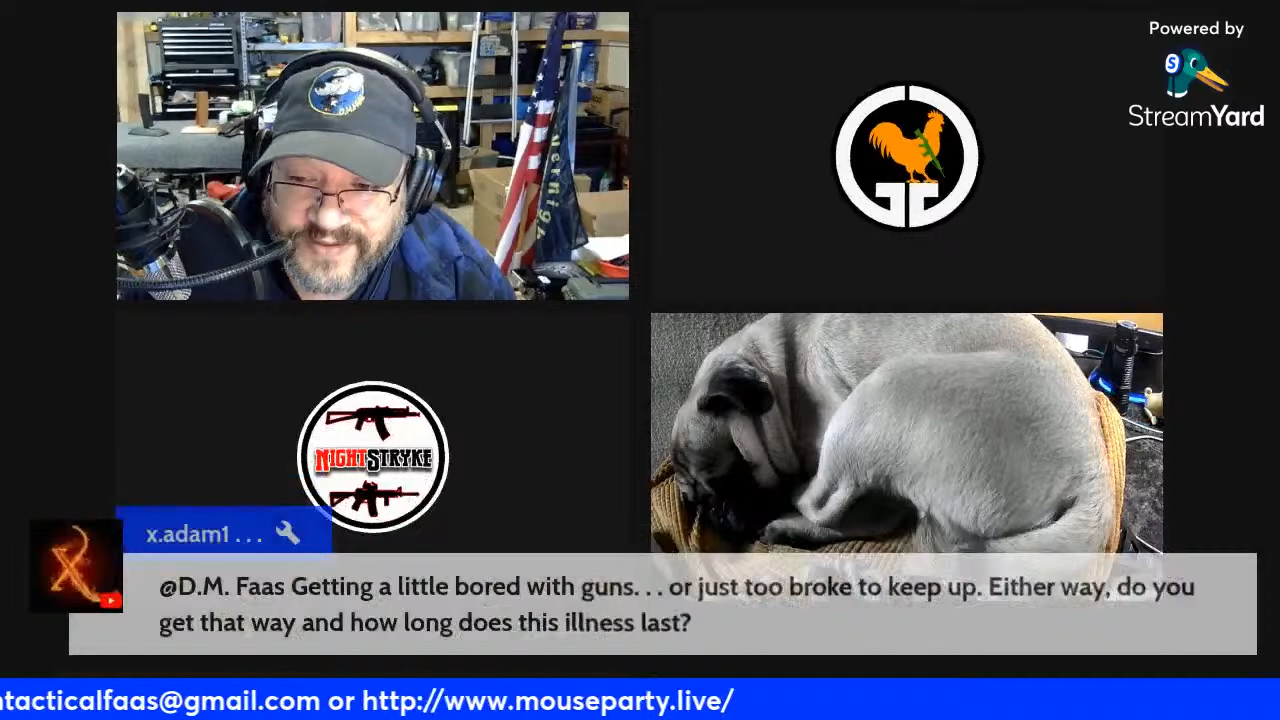 Powered by
S
StreamYard
GG
NIGHTSTRYKE
x.adam1 . . .
@D.M. Faas Getting a little bored with guns. . . or just too broke to keep up. Either way, do you
get that way and how long does this illness last?
ntacticalfaas@gmail.com or http://www.mouseparty.live/